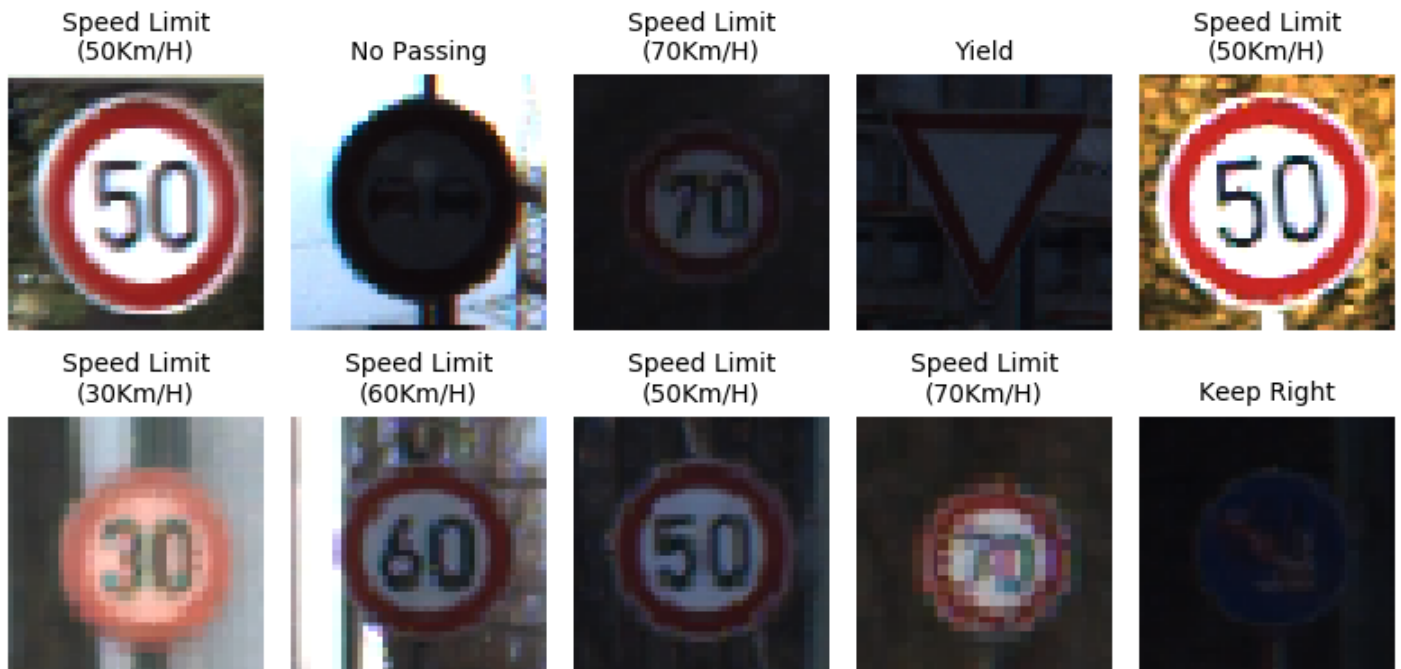 Speed Limit
(50Km/H)
No Passing
Speed Limit
(70Km/H)
Yield
Speed Limit
(50Km/H)
50
70
50
Speed Limit
(30Km/H)
Speed Limit
(60Km/H)
Speed Limit
(50Km/H)
Speed Limit
(70Km/H)
Keep Right
30
60
50
70